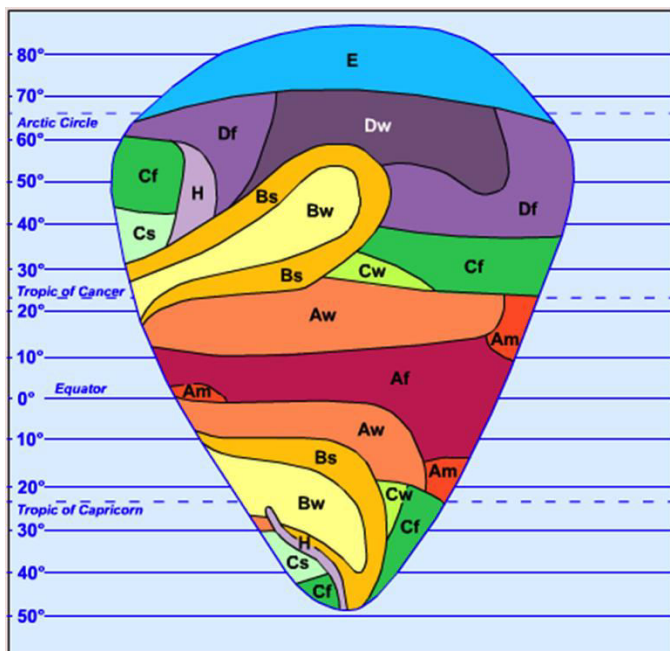 80°
E
70°
Arctic Circle
Df
Dw
60°
Cf
H
50°
Bs
Bw
Df
40°
Cs
30°
Bs
Cw
Cf
Tropic of Cancer
20°
Aw
Am
10°
Af
Equator
Am
0°
Aw
10°
Bs
Am
20°
Cw
Bw
Tropic of Capricorn
Cf
30°
H
Cs
40°
Cf
50°